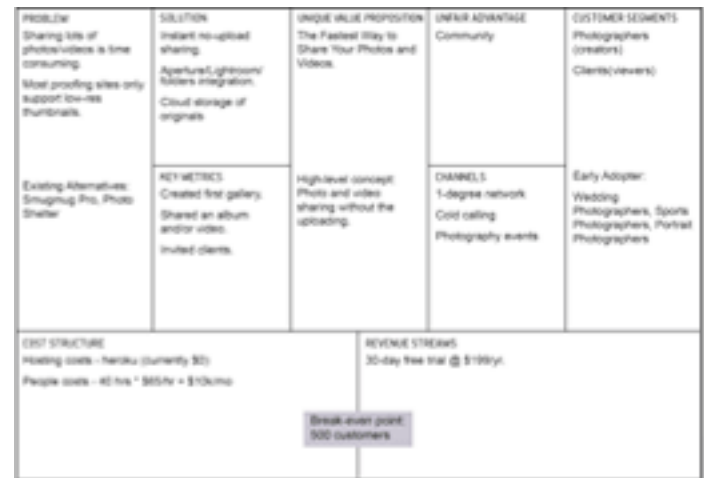 PROBLEM
Sharing lots of
photos/videos is time
consuming.
Most proofing sites only
support low-res
thumbnails.
Existing Alternatives:
Smugmug Pro, Photo
Shelter
SOLUTION
Instant no-upload
sharing.
Aperture/Lightroom/
folders integration.
Cloud storage of
originals
KEY METRICS
Created first gallery.
Shared an album
and/or video.
Invited clients.
UNIQUE VALUE PROPOSITION
The Fastest Way to
Share Your Photos and
Videos.
High-level concept:
Photo and video
sharing without the
uploading.
UNFAIR ADVANTAGE
Community
CHANNELS
1-degree network
Cold calling
Photography events
CUSTOMER SEGMENTS
Photographers
(creators)
Clients(viewers)
Early Adopter:
Wedding
Photographers, Sports
Photographers, Portrait
Photographers
COST STRUCTURE
Hosting costs - heroku (currently $0)
People costs - 40 hrs * $65/hr = $10k/mo
REVENUE STREAMS
30-day free trial @ $199/yr.
Break-even point:
500 customers